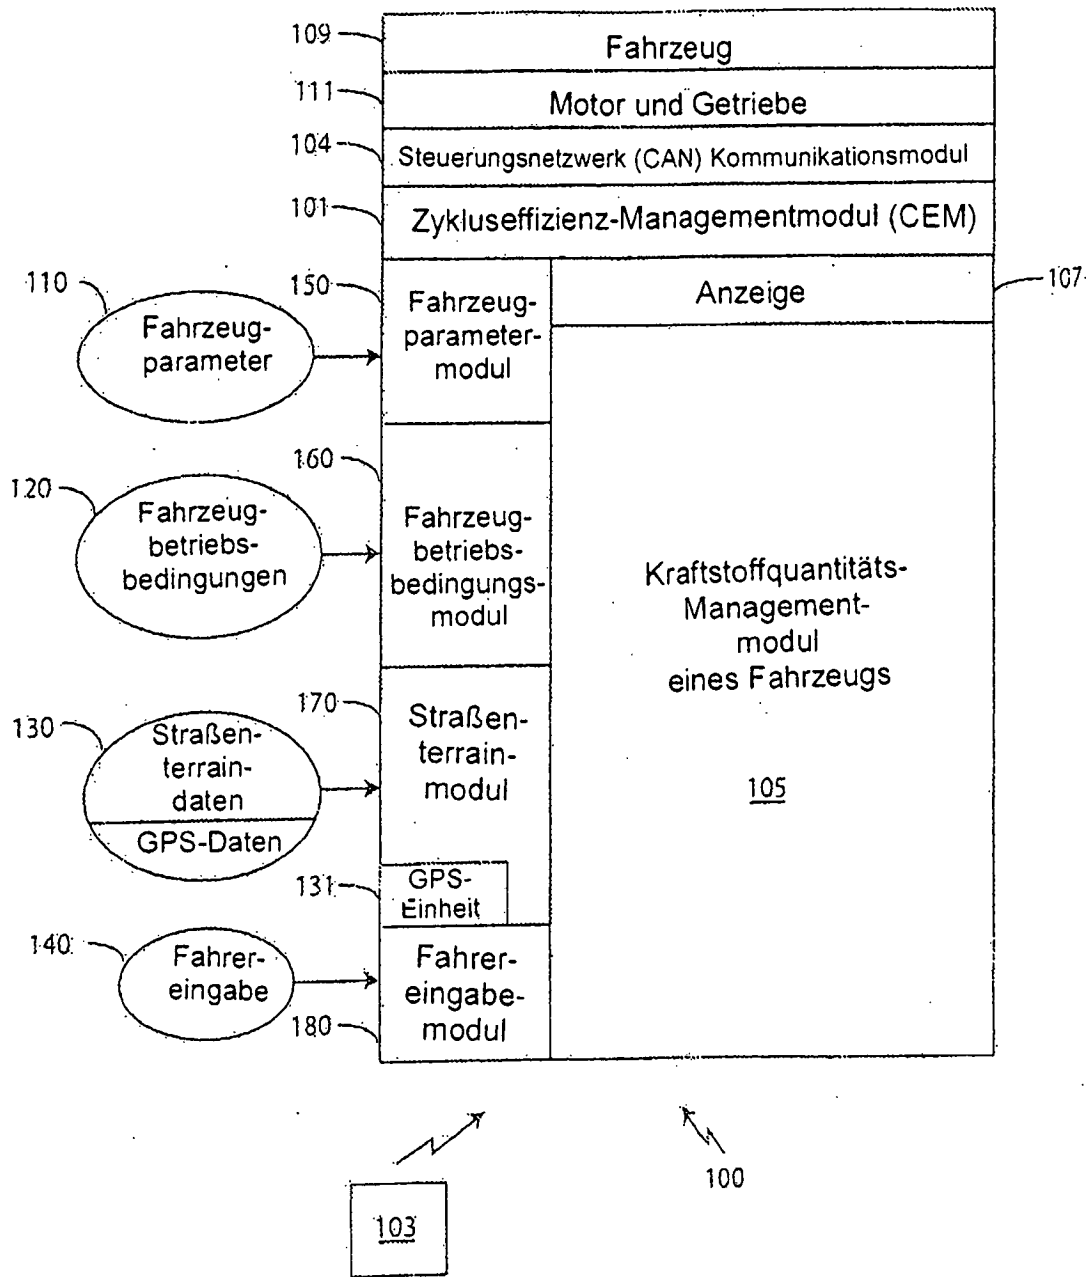 109
Fahrzeug
111
Motor und Getriebe
104
Steuerungsnetzwerk (CAN) Kommunikationsmodul
101
Zykluseffizienz-Managementmodul (CEM)
110
Fahrzeug-
parameter
150
Fahrzeug-
parameter-
modul
Anzeige
107
120
Fahrzeug-
betriebs-
bedingungen
160
Fahrzeug-
betriebs-
bedingungs-
modul
Kraftstoffquantitäts-
Management-
modul
eines Fahrzeugs
105
130
Straßen-
terrain-
daten
GPS-Daten
170
Straßen-
terrain-
modul
131
GPS-
Einheit
140
Fahrer-
eingabe
180
Fahrer-
eingabe-
modul
103
100